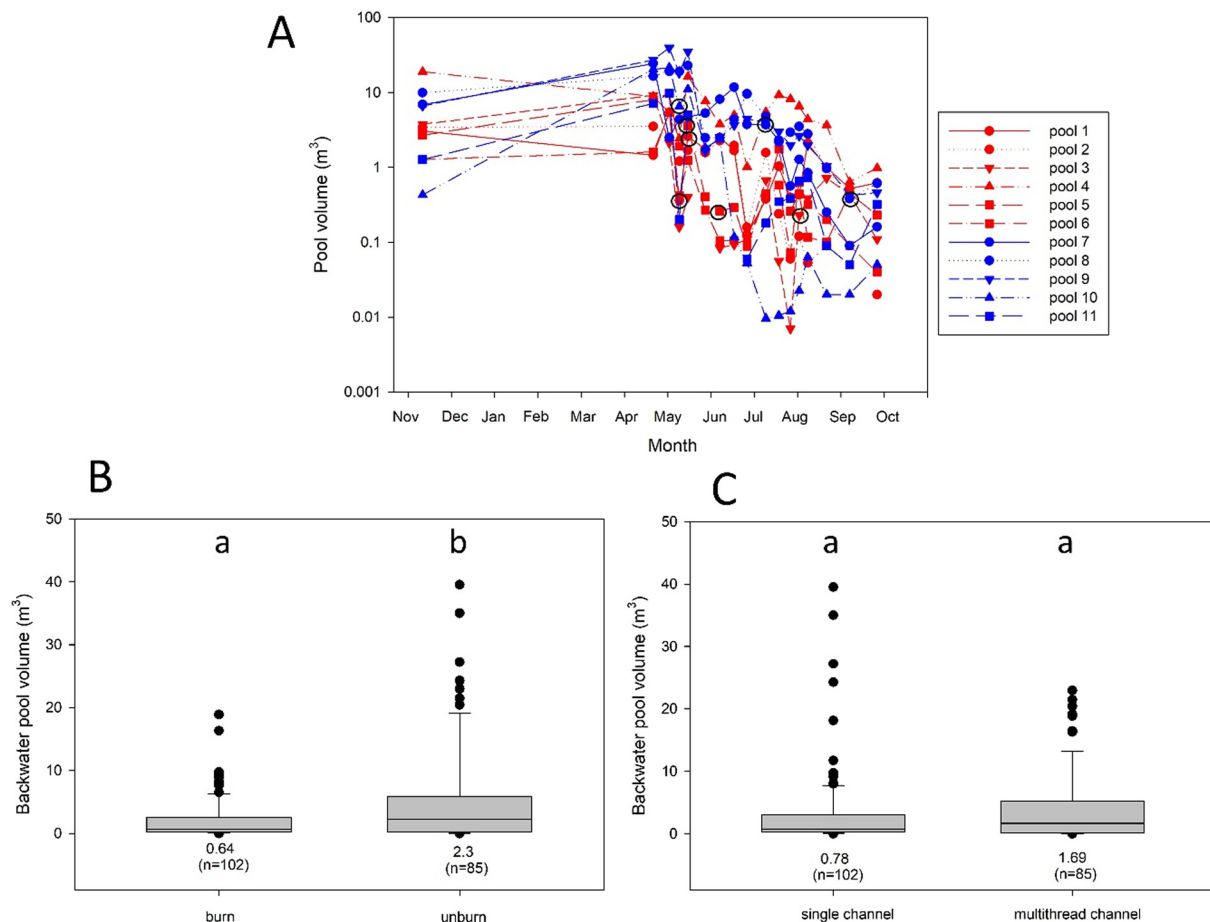 A
100
10
1
0.1
0.01
0.001
Pool volume (m³)
Nov Dec Jan Feb Mar Apr May Jun Jul Aug Sep Oct
Month
pool 1
pool 2
pool 3
pool 4
pool 5
pool 6
pool 7
pool 8
pool 9
pool 10
pool 11
B
50
40
30
20
10
0
Backwater pool volume (m³)
a b
0.64
(n=102)
2.3
(n=85)
burn unburn
C
50
40
30
20
10
0
Backwater pool volume (m³)
a a
0.78
(n=102)
1.69
(n=85)
single channel multithread channel